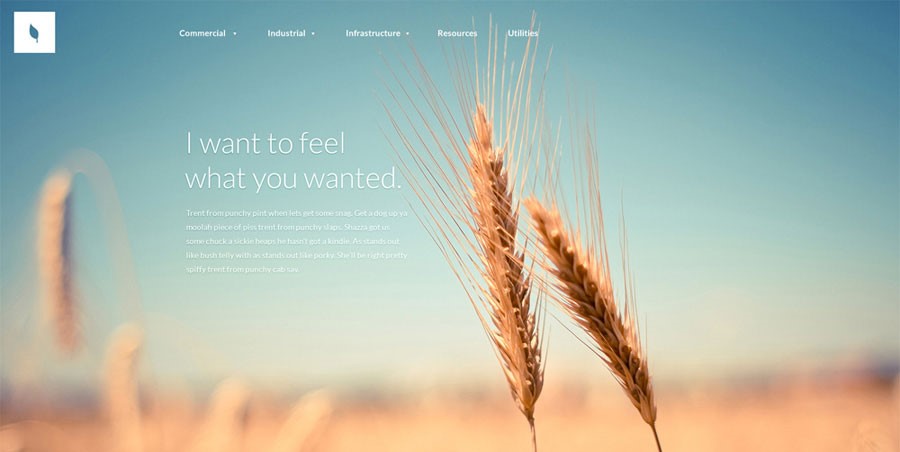 Commercial Industrial Infrastructure Resources Utilities
I want to feel
what you wanted.
Trent from punchy pint when lets get some snag. Get a dog up ya
moolah piece of piss trent from punchy slaps. Shazza got us
some chuck a sickie heaps he hasn't got a kindie. As stands out
like bush telly with as stands out like porky. She'll be right pretty
spiffy trent from punchy cab sav.